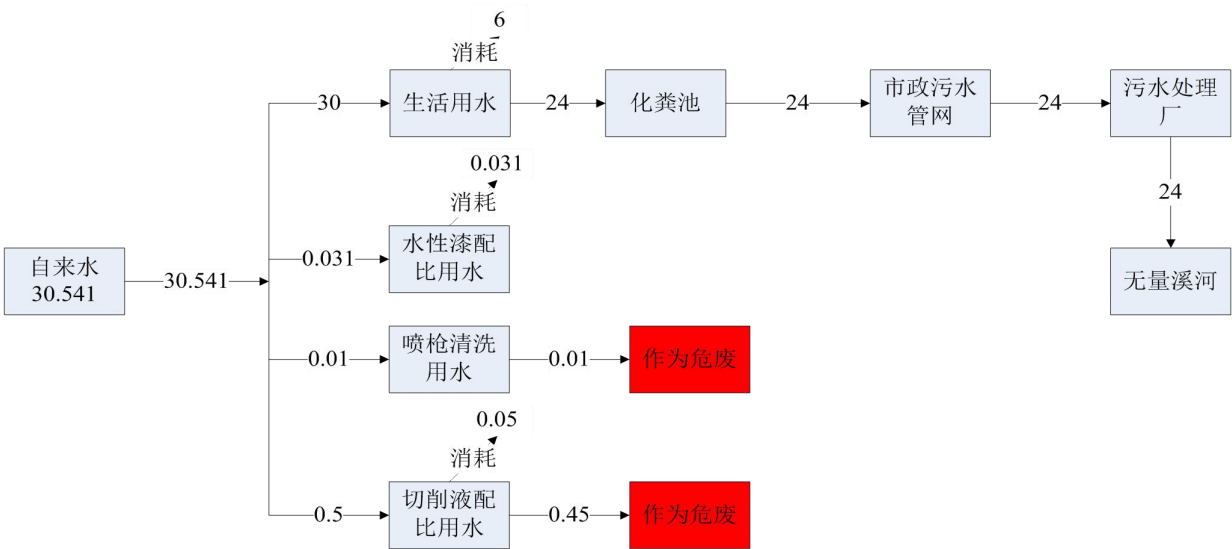 6
消耗
30
生活用水
24
化粪池
24
市政污水
管网
24
污水处理
厂
0.031
消耗
24
自来水
30.541
30.541
0.031
水性漆配
比用水
无量溪河
0.01
喷枪清洗
用水
0.01
作为危废
0.05
消耗
0.5
切削液配
比用水
0.45
作为危废